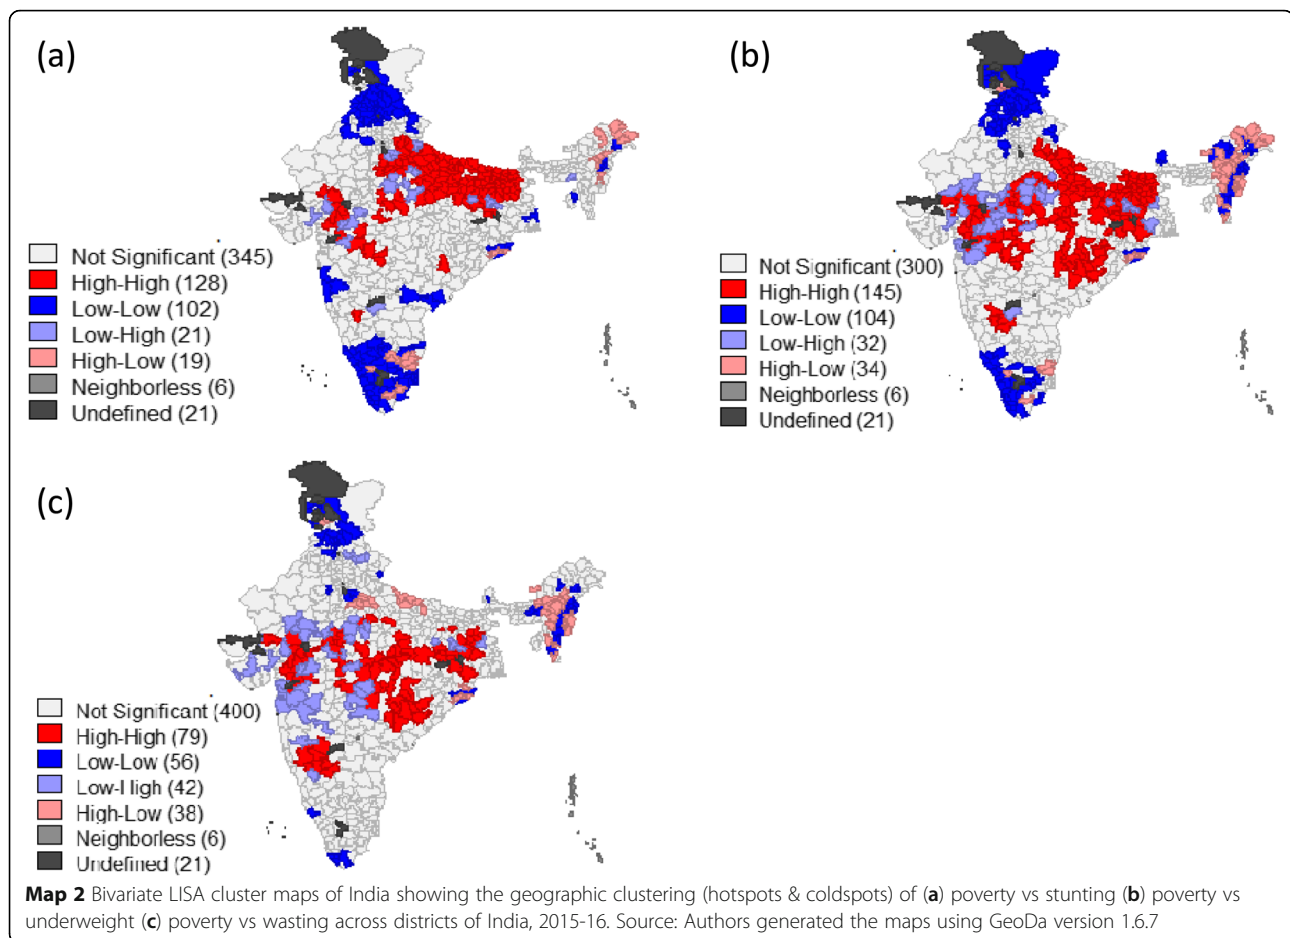 (a)
Not Significant (345)
High-High (128)
Low-Low (102)
Low-High (21)
High-Low (19)
Neighborless (6)
Undefined (21)
(b)
Not Significant (300)
High-High (145)
Low-Low (104)
Low-High (32)
High-Low (34)
Neighborless (6)
Undefined (21)
(c)
Not Significant (400)
High-High (79)
Low-Low (56)
Low-High (42)
High-Low (38)
Neighborless (6)
Undefined (21)
Map 2 Bivariate LISA cluster maps of India showing the geographic clustering (hotspots & coldspots) of (a) poverty vs stunting (b) poverty vs
underweight (c) poverty vs wasting across districts of India, 2015-16. Source: Authors generated the maps using GeoDa version 1.6.7